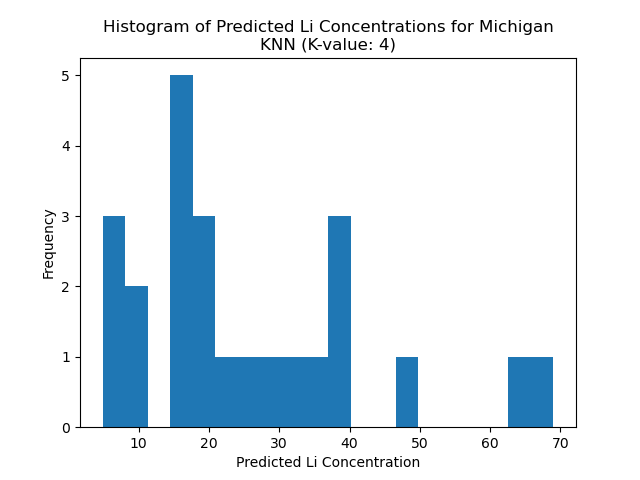 Histogram of Predicted Li Concentrations for Michigan
KNN (K-value: 4)
5
4
3
2
1
0
Frequency
10 20 30 40 50 60 70
Predicted Li Concentration